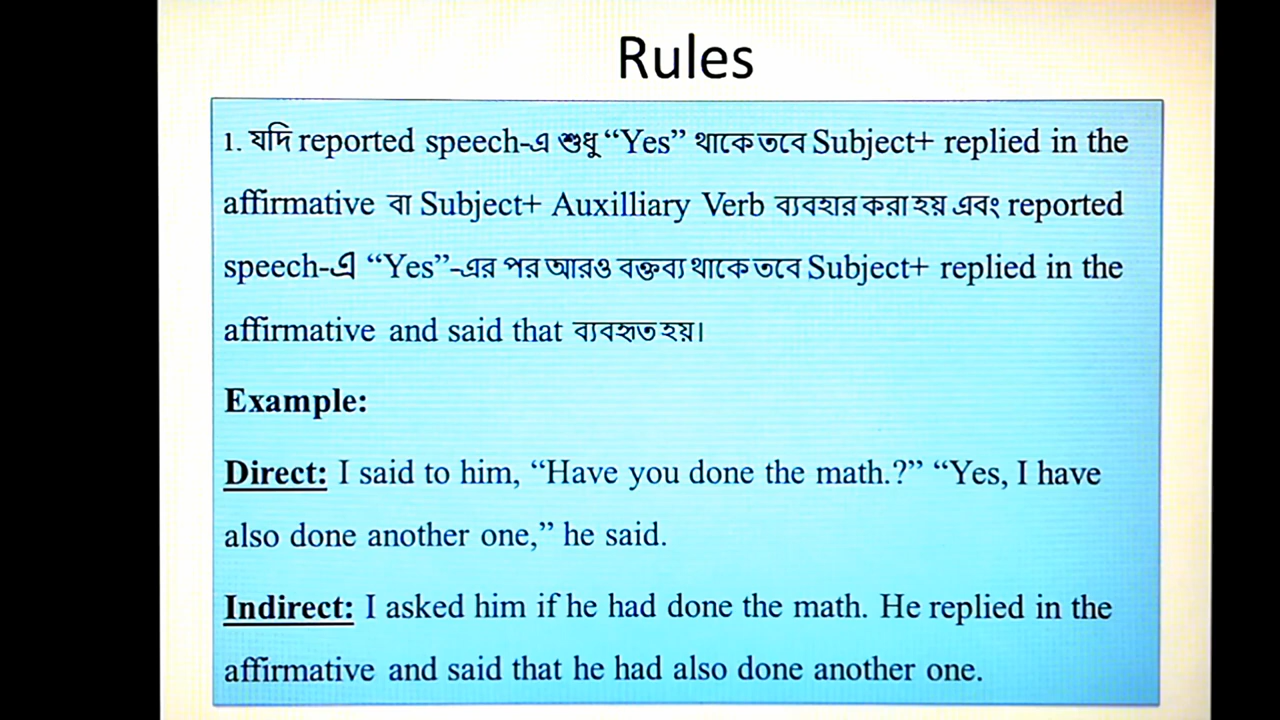 Rules
1. যদি reported speech-এ শুধু “Yes” থাকে তবে Subject+ replied in the
affirmative বা Subject+ Auxilliary Verb ব্যবহার করা হয় এবং reported
speech-এ “Yes”-এর পর আরও বক্তব্য থাকে তবে Subject+ replied in the
affirmative and said that ব্যবহৃত হয়।
Example:
Direct: I said to him, “Have you done the math.?” “Yes, I have
also done another one,” he said.
Indirect: I asked him if he had done the math. He replied in the
affirmative and said that he had also done another one.